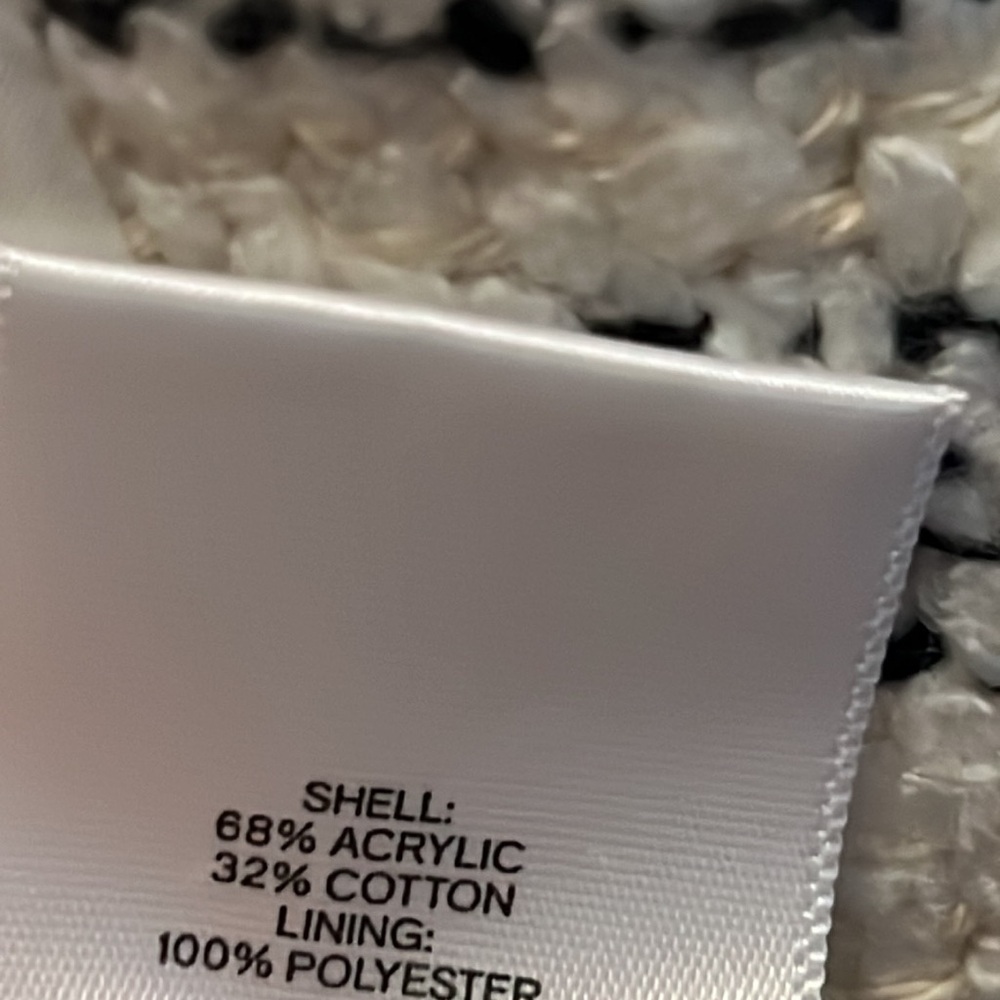 SHELL:
68% ACRYLIC
32% COTTON
LINING:
100% POLYESTER